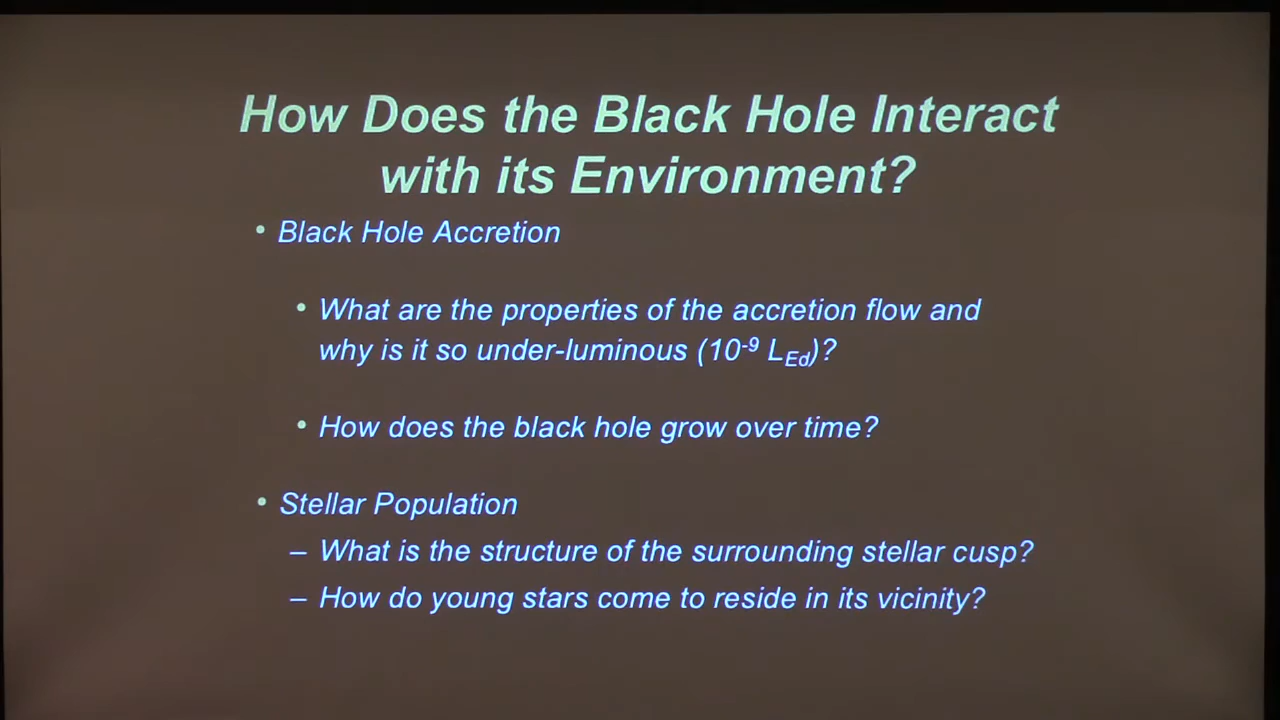 How Does the Black Hole Interact
with its Environment?
• Black Hole Accretion
• What are the properties of the accretion flow and
why is it so under-luminous (10⁻⁹ L_Ed)?
• How does the black hole grow over time?
• Stellar Population
– What is the structure of the surrounding stellar cusp?
– How do young stars come to reside in its vicinity?